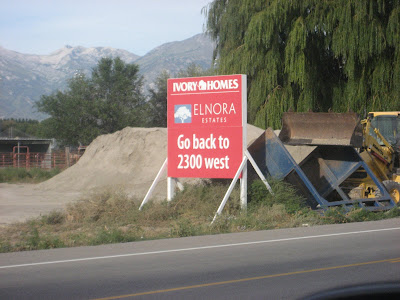 IVORY HOMES
ELNORA
ESTATES
Go back to
2300 west